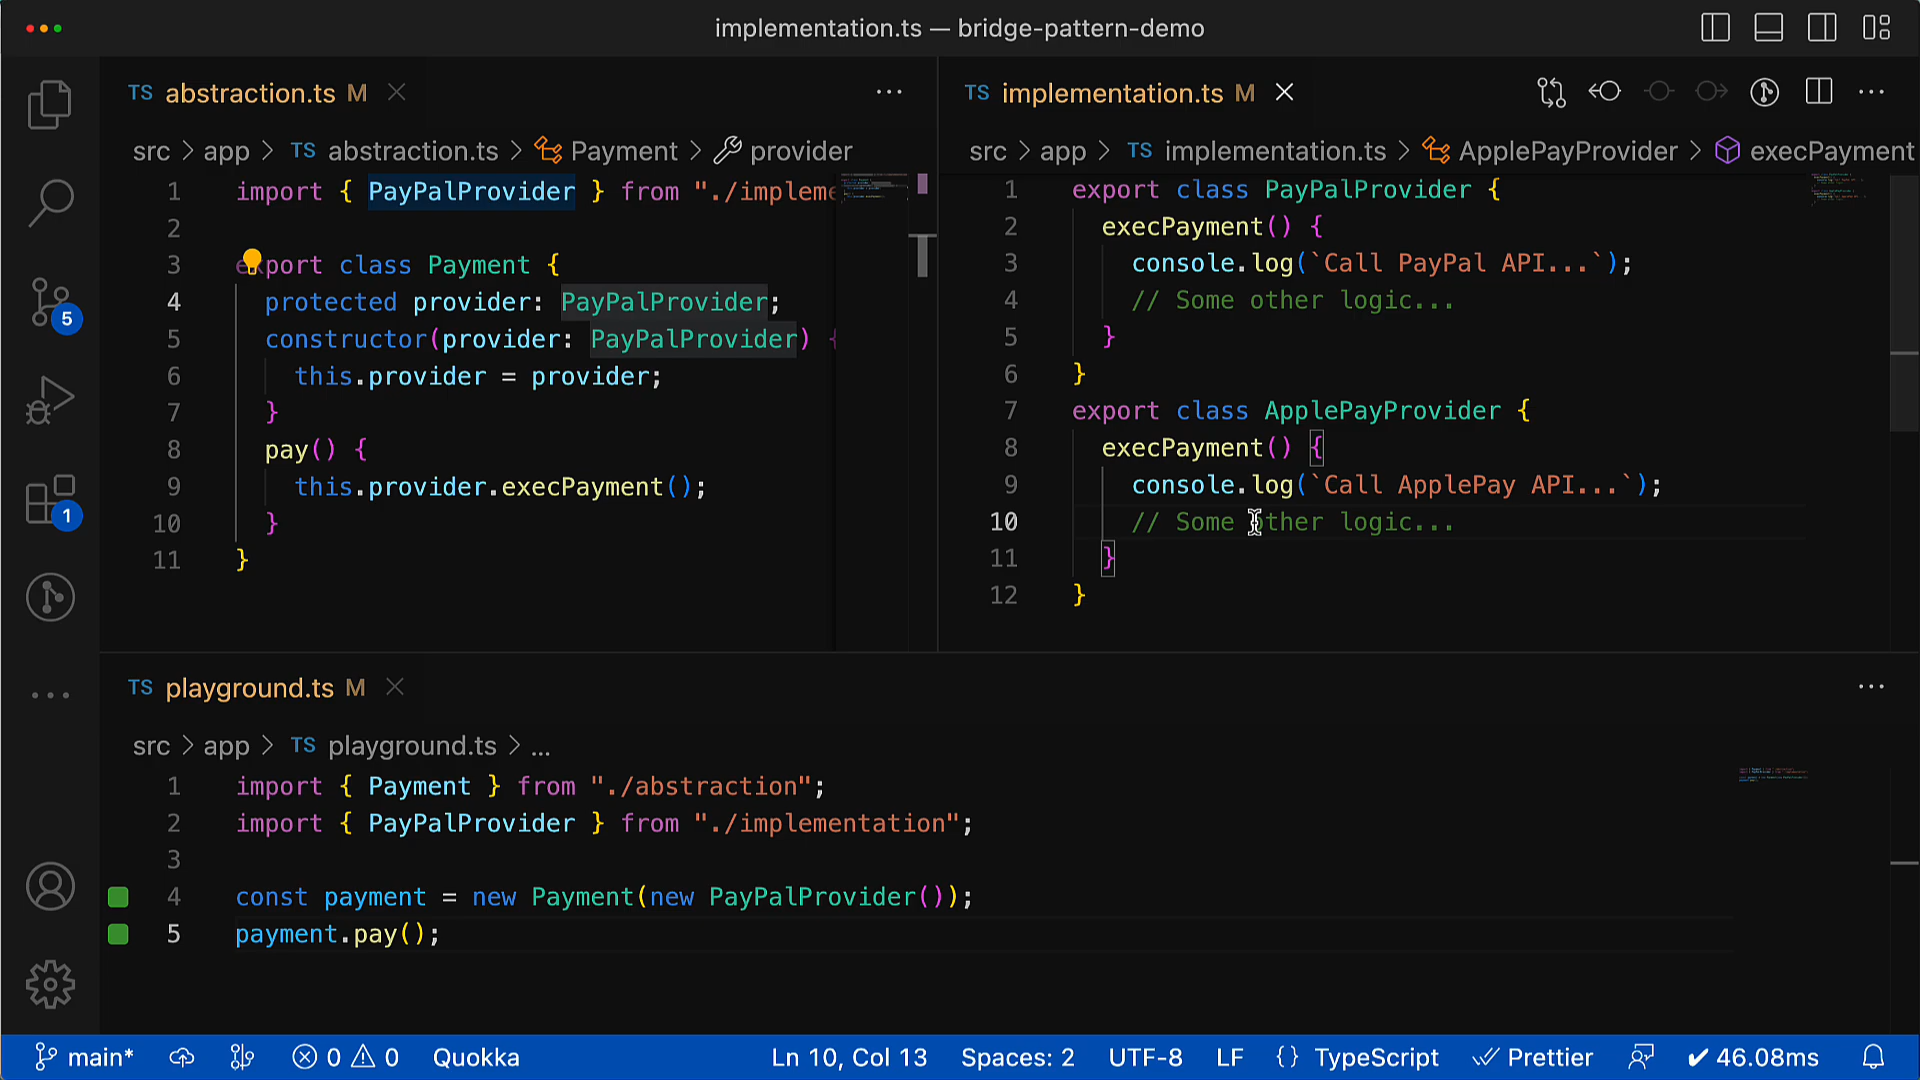 implementation.ts — bridge-pattern-demo
TS abstraction.ts M
src > app > TS abstraction.ts > Payment > provider
1 import { PayPalProvider } from "./impleme
2
3 export class Payment {
4 protected provider: PayPalProvider;
5 constructor(provider: PayPalProvider) {
6 this.provider = provider;
7 }
8 pay() {
9 this.provider.execPayment();
10 }
11 }
TS implementation.ts M
src > app > TS implementation.ts > ApplePayProvider > execPayment
1 export class PayPalProvider {
2 execPayment() {
3 console.log(`Call PayPal API...`);
4 // Some other logic...
5 }
6 }
7 export class ApplePayProvider {
8 execPayment() {
9 console.log(`Call ApplePay API...`);
10 // Some other logic...
11 }
12 }
5
1
TS playground.ts M
src > app > TS playground.ts > ...
1 import { Payment } from "./abstraction";
2 import { PayPalProvider } from "./implementation";
3
4 const payment = new Payment(new PayPalProvider());
5 payment.pay();
main* 0 0 Quokka Ln 10, Col 13 Spaces: 2 UTF-8 LF {} TypeScript Prettier 46.08ms